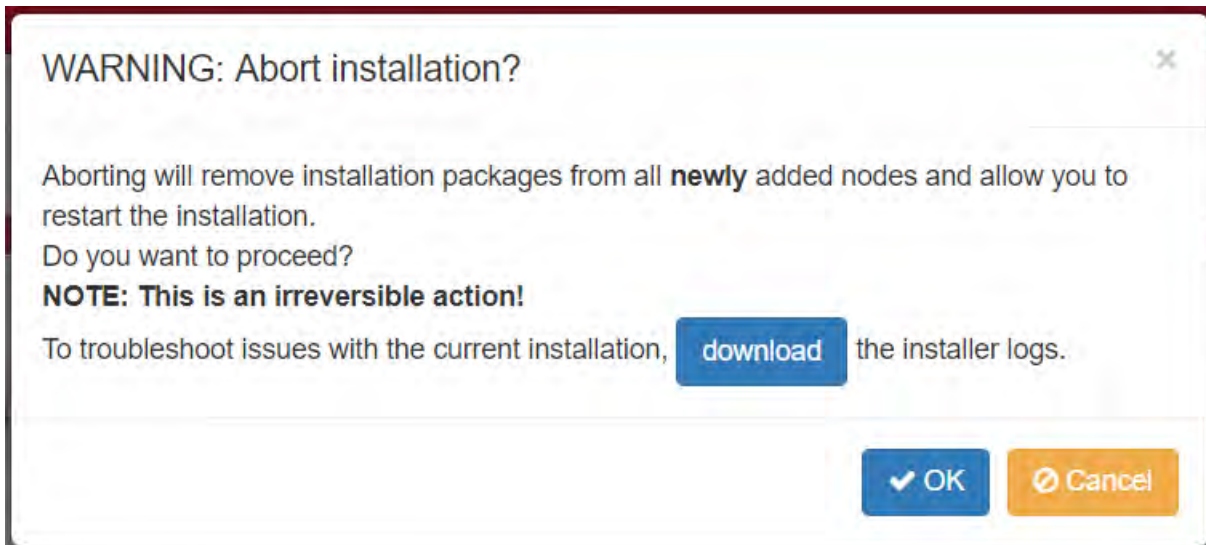 WARNING: Abort installation?
Aborting will remove installation packages from all newly added nodes and allow you to
restart the installation.
Do you want to proceed?
NOTE: This is an irreversible action!
To troubleshoot issues with the current installation, download the installer logs.
OK Cancel